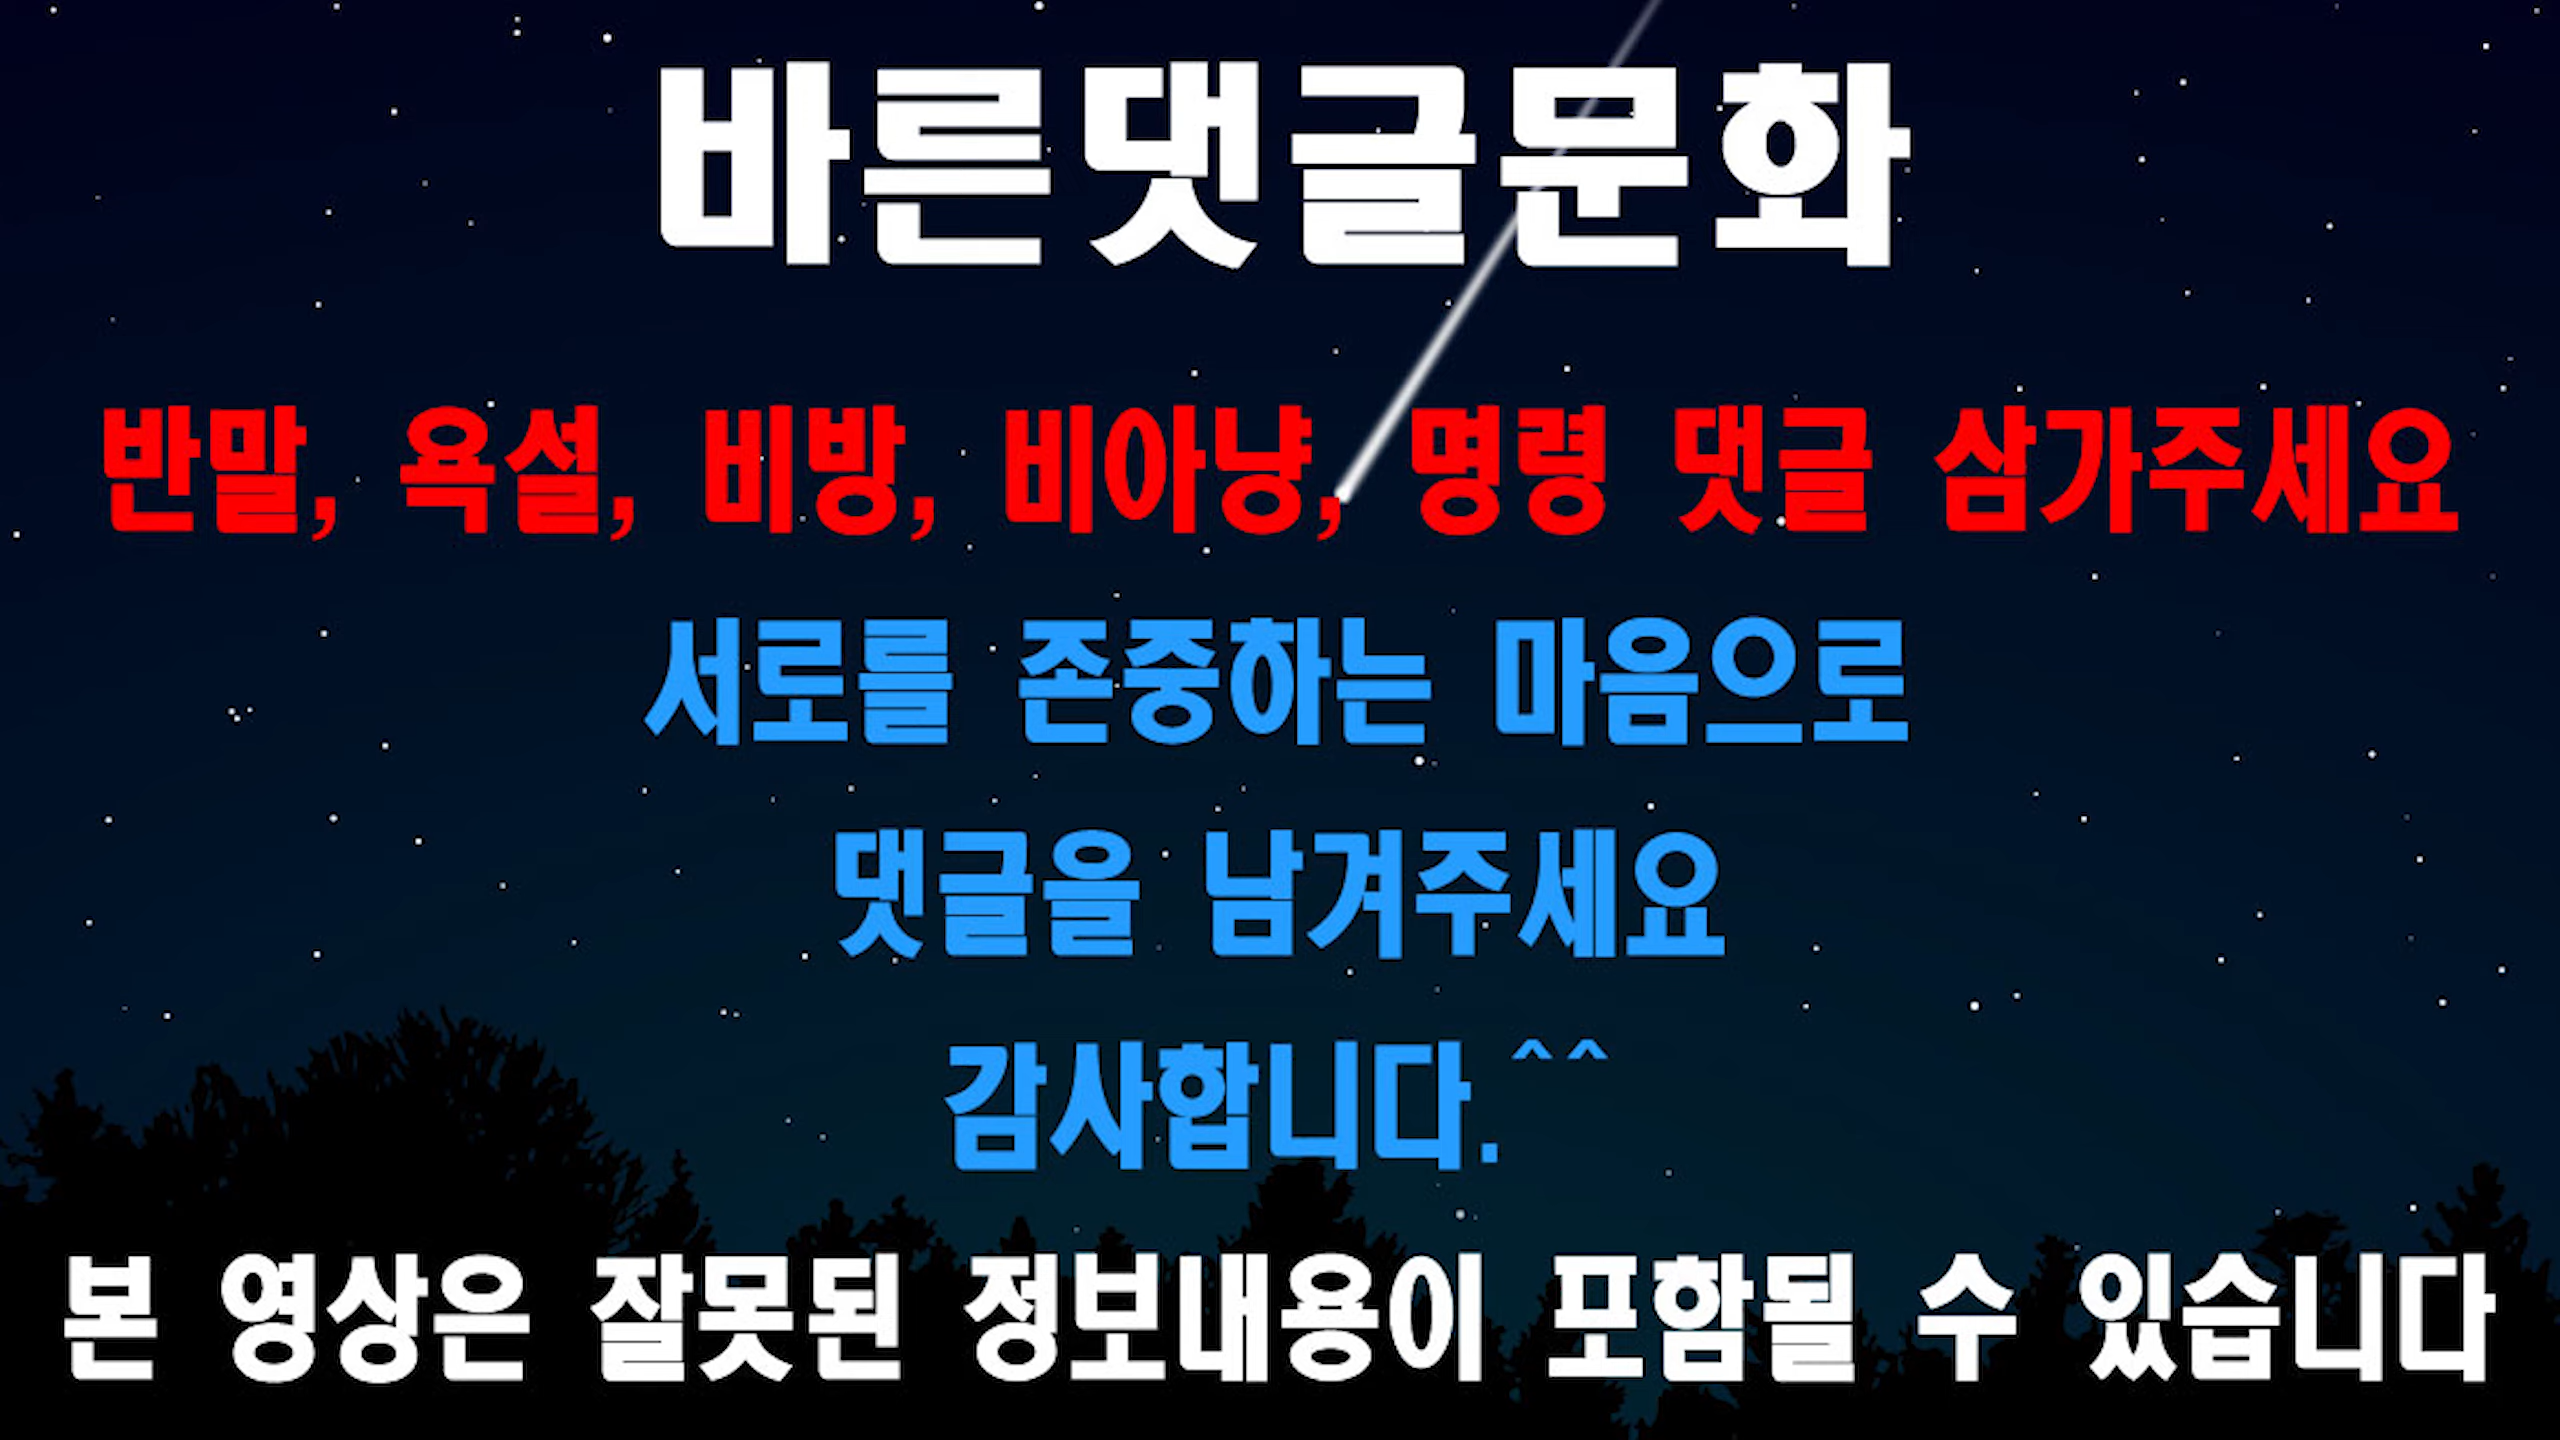 바른댓글문화
반말, 욕설, 비방, 비아냥, 명령 댓글 삼가주세요
서로를 존중하는 마음으로
댓글을 남겨주세요
감사합니다.^^
본 영상은 잘못된 정보내용이 포함될 수 있습니다